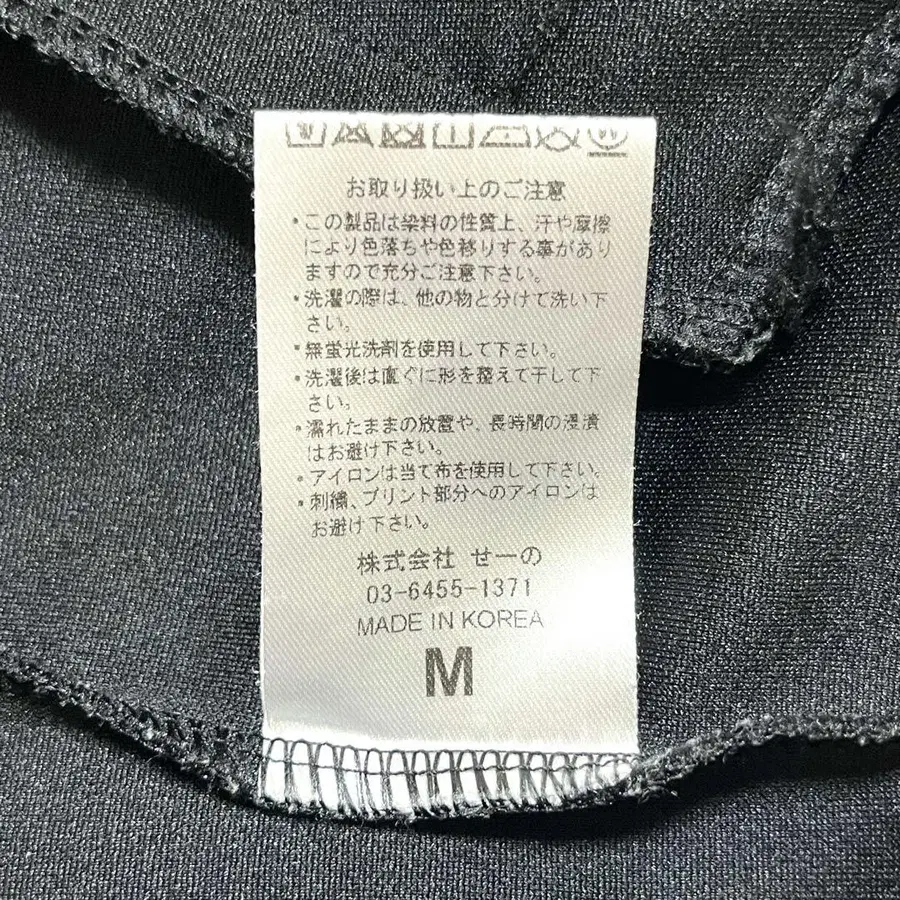 お取り扱い上のご注意
•この製品は染料の性質上、汗や摩擦
により色落ちや色移りする事があり
ますので充分ご注意下さい。
•洗濯の際は、他の物と分けて洗い下
さい。
•無蛍光洗剤を使用して下さい。
•洗濯後は直ぐに形を整えて干して下
さい。
•濡れたままの放置や、長時間の浸漬
はお避け下さい。
•アイロンは当て布を使用して下さい。
•刺繍、プリント部分へのアイロンは
お避け下さい。
株式会社 せーの
03-6455-1371
MADE IN KOREA
M